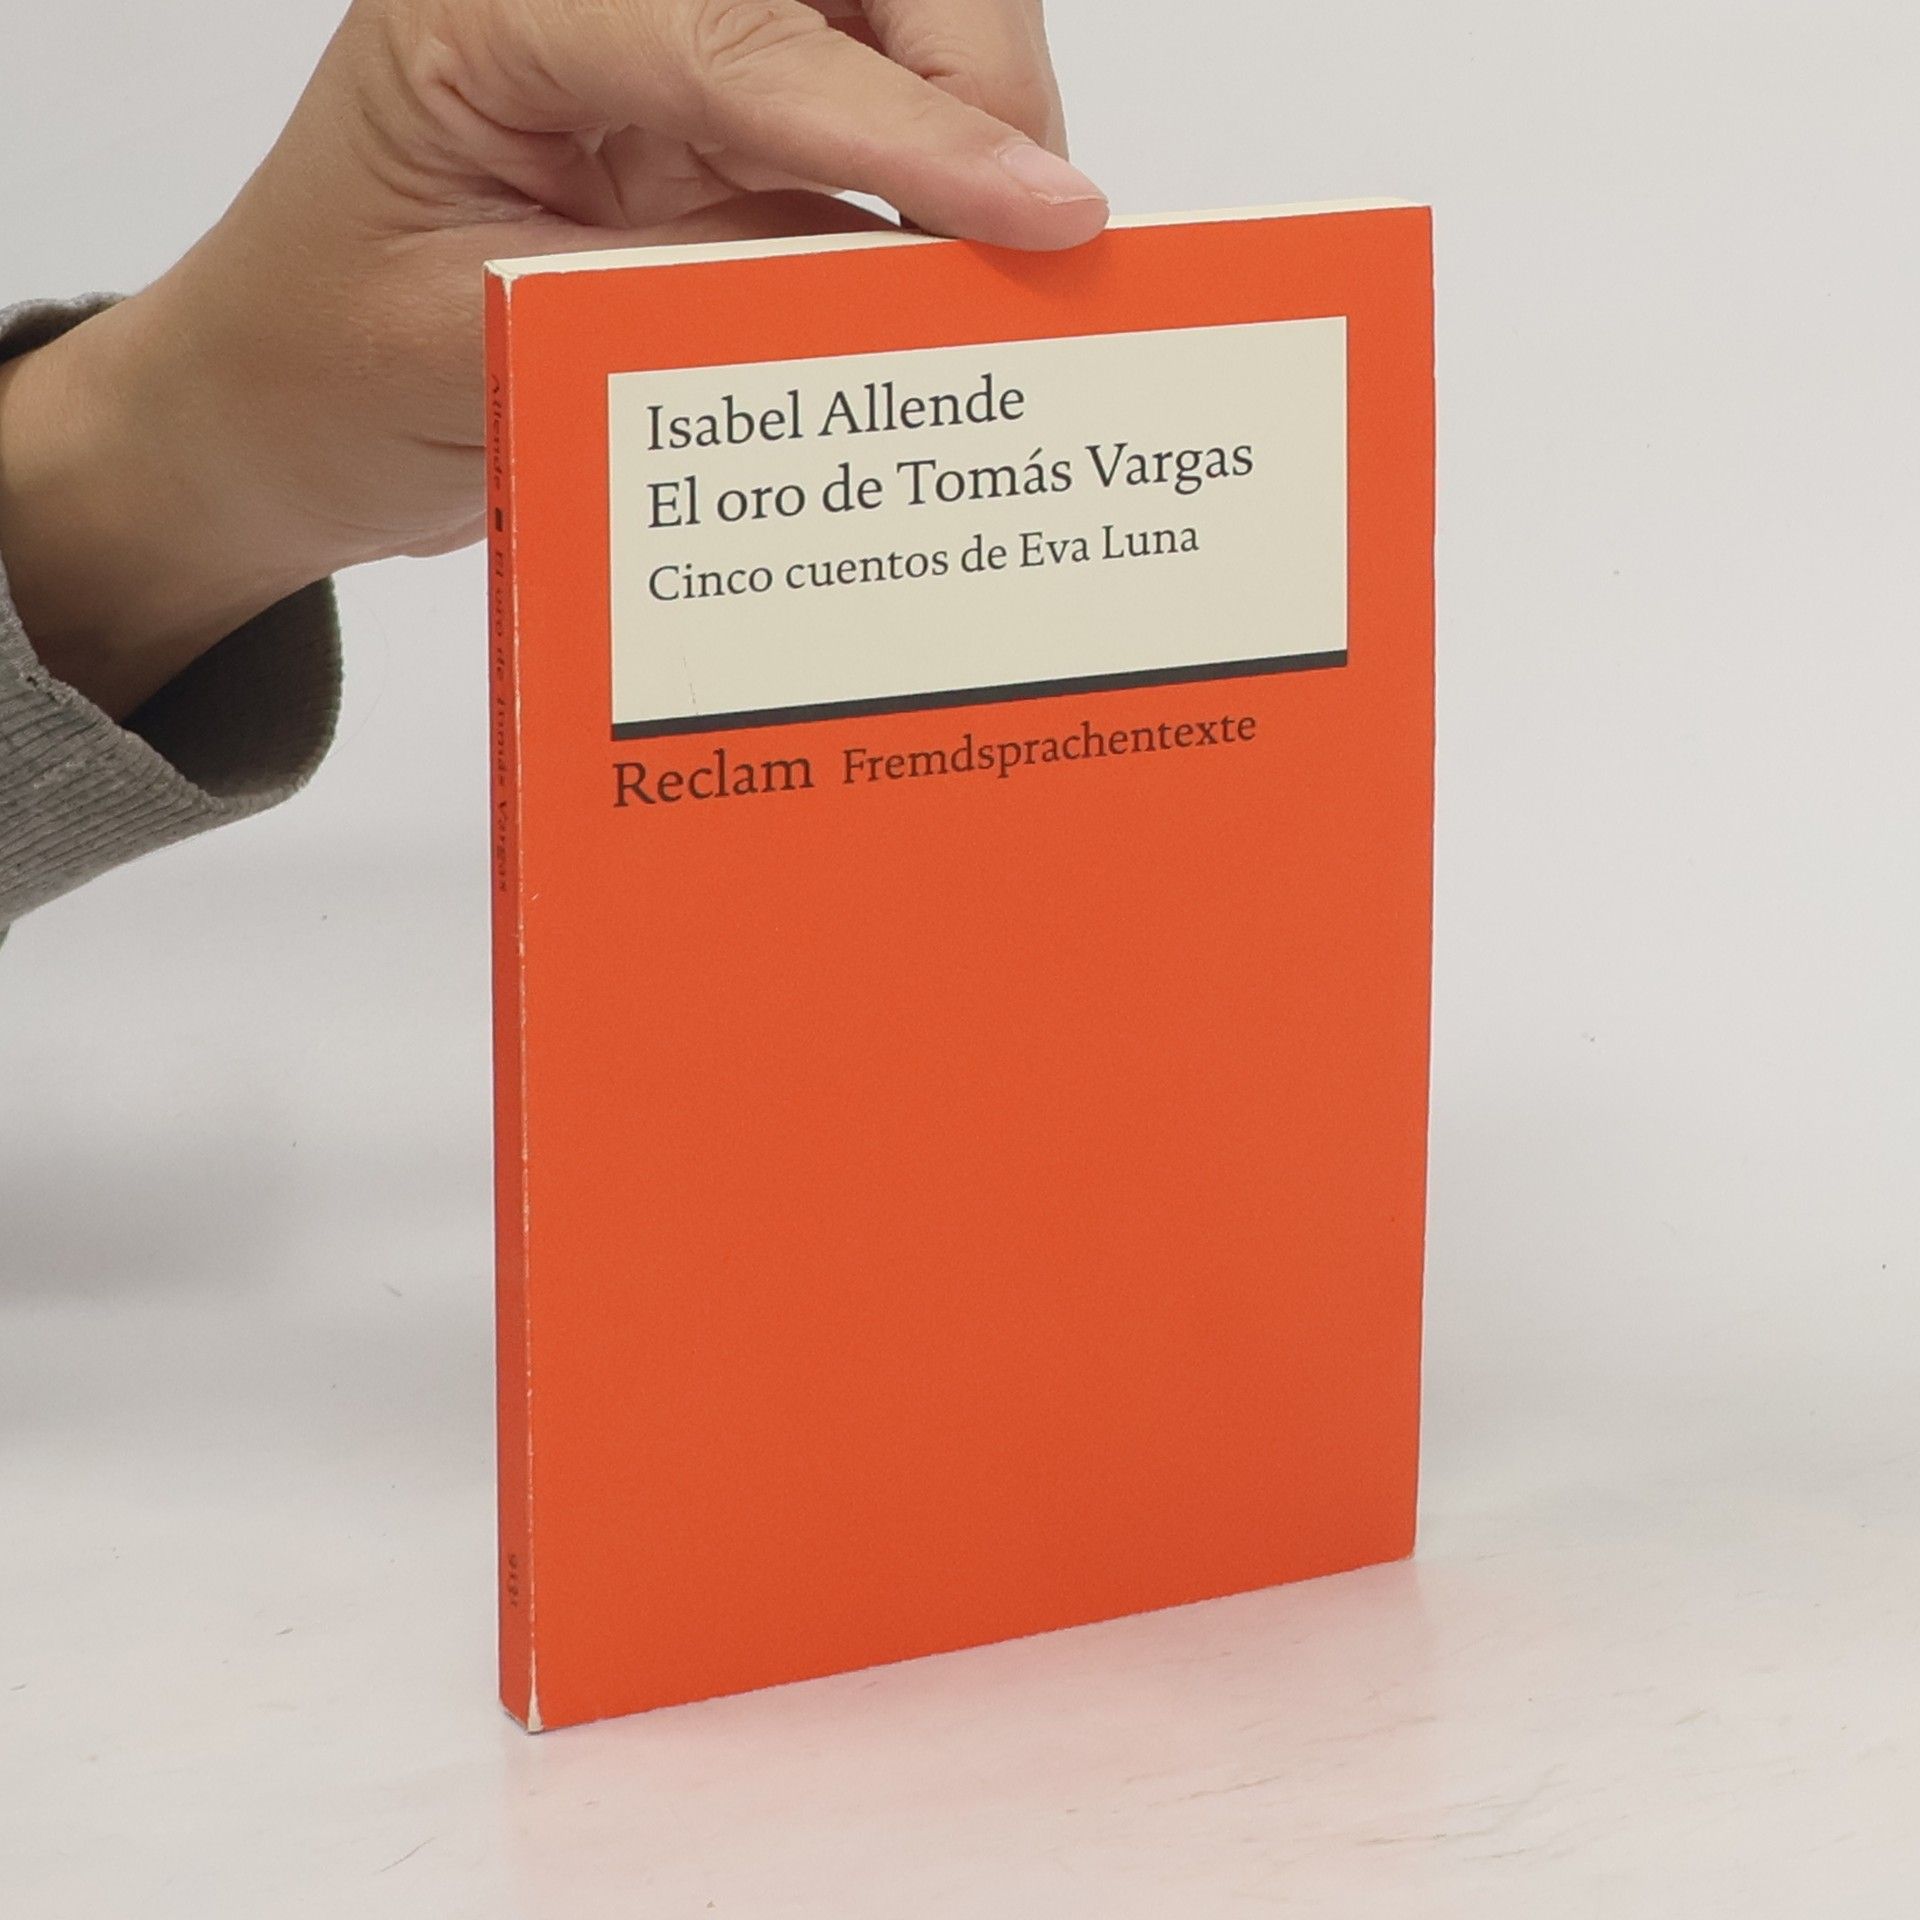 Isabel Allende
El oro de Tomás Vargas
Cinco cuentos de Eva Luna
Reclam Fremdsprachentexte
Allende ■ El oro de Tomás Vargas